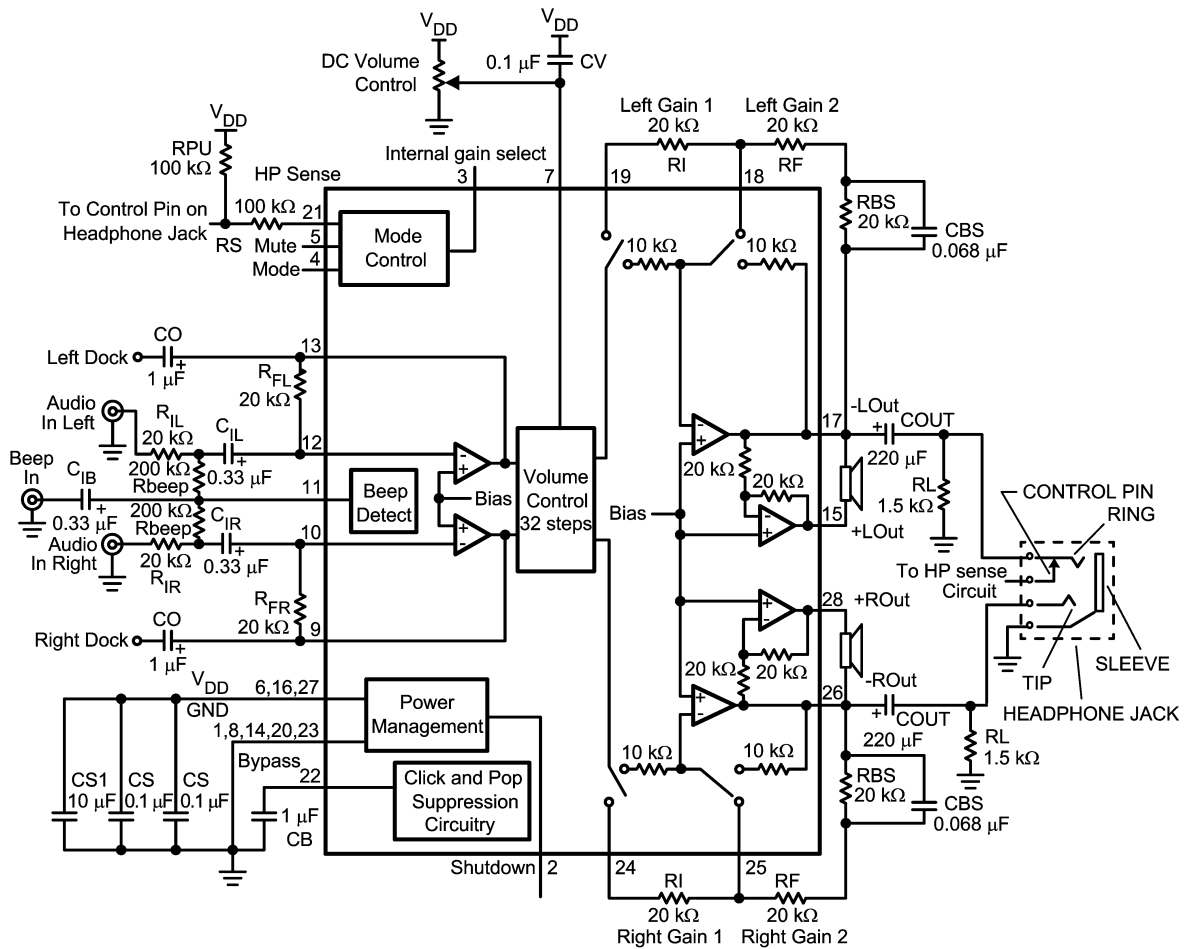 V_DD
V_DD
DC Volume
Control
0.1 µF
CV
V_DD
RPU
100 kΩ
Internal gain select
Left Gain 1
20 kΩ
RI
Left Gain 2
20 kΩ
RF
HP Sense
3
7
19
18
To Control Pin on
Headphone Jack
100 kΩ
RS
21
Mute
5
Mode
4
Mode
Control
RBS
20 kΩ
CBS
0.068 µF
10 kΩ
10 kΩ
Left Dock
CO
+
1 µF
13
R_FL
20 kΩ
Audio
In Left
R_IL
20 kΩ
C_IL
0.33 µF
12
200 kΩ
Rbeep
Beep
In
C_IB
+
0.33 µF
11
Beep
Detect
200 kΩ
Rbeep
C_IR
+
0.33 µF
10
Audio
In Right
20 kΩ
R_IR
R_FR
20 kΩ
Right Dock
CO
+
1 µF
9
-
+
Bias
+
-
Volume
Control
32 steps
Bias
-
+
20 kΩ
20 kΩ
-
+
17
-LOut
COUT
+
220 µF
RL
1.5 kΩ
15
+LOut
+
-
28
+ROut
20 kΩ
20 kΩ
+
-
26
-ROut
+
COUT
220 µF
RL
1.5 kΩ
CONTROL PIN
RING
To HP sense
Circuit
SLEEVE
TIP
HEADPHONE JACK
V_DD
6,16,27
GND
1,8,14,20,23
Power
Management
Bypass
22
Click and Pop
Suppression
Circuitry
CS1
10 µF
CS
0.1 µF
CS
0.1 µF
1 µF
CB
10 kΩ
10 kΩ
RBS
20 kΩ
CBS
0.068 µF
Shutdown
2
24
25
RI
20 kΩ
Right Gain 1
RF
20 kΩ
Right Gain 2